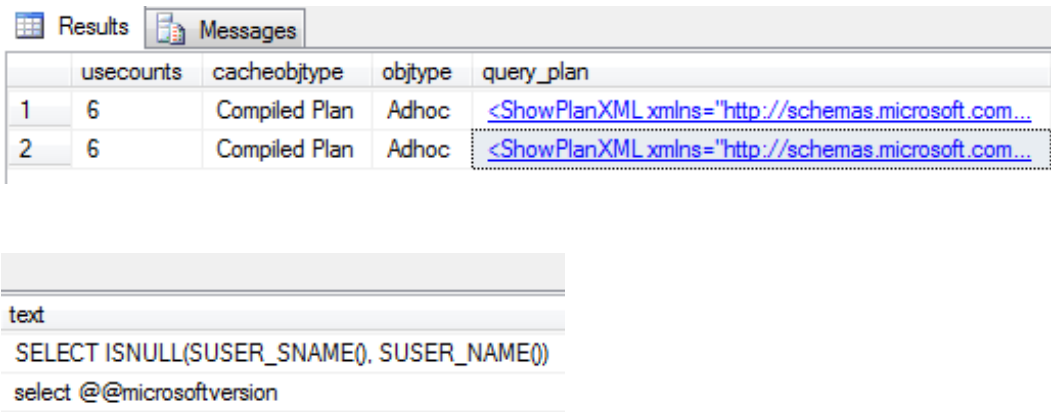 Results Messages
usecounts cacheobjtype objtype query_plan
1 6 Compiled Plan Adhoc <ShowPlanXML xmlns="http://schemas.microsoft.com...
2 6 Compiled Plan Adhoc <ShowPlanXML xmlns="http://schemas.microsoft.com...
text
SELECT ISNULL(SUSER_SNAME(), SUSER_NAME())
select @@microsoftversion